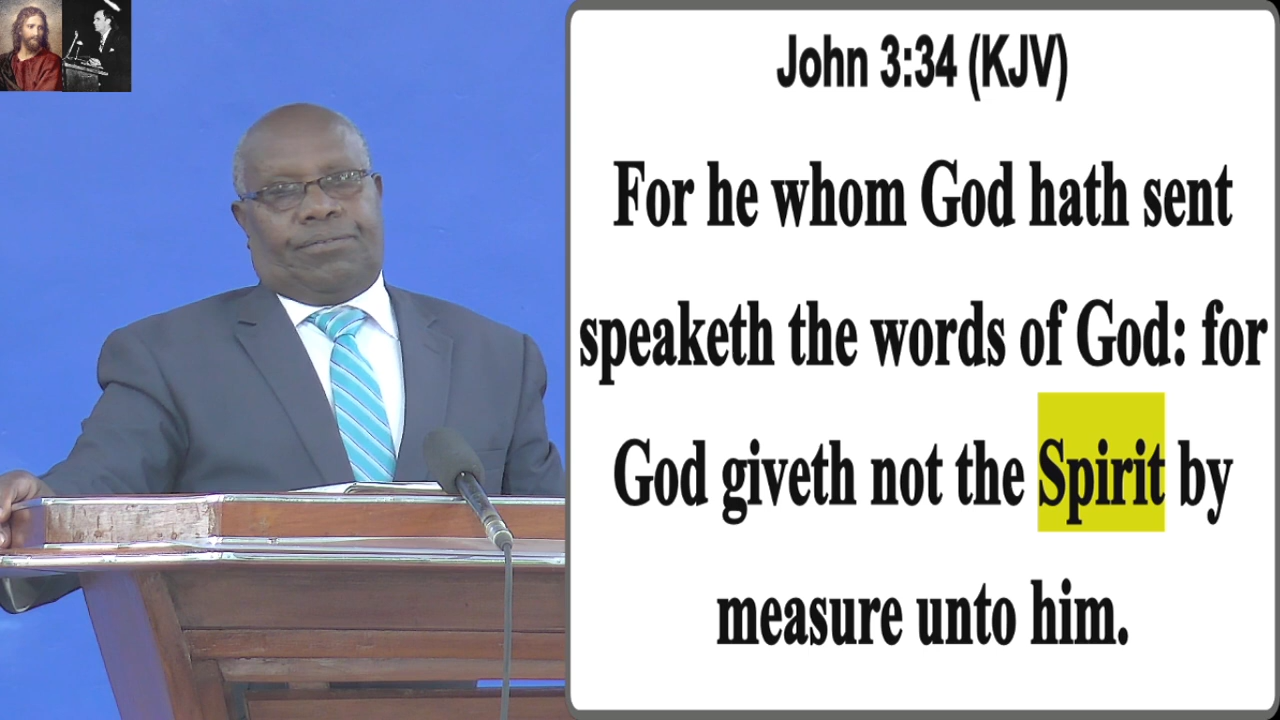 John 3:34 (KJV)
For he whom God hath sent
speaketh the words of God: for
God giveth not the Spirit by
measure unto him.